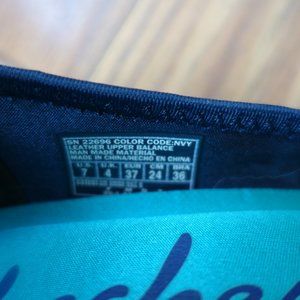 SN 22696 COLOR CODE:NVY
LEATHER UPPER BALANCE
MAN MADE MATERIAL
MADE IN CHINA/HECHO EN CHINA
U.S. U.K. EUR CM BRA
7 4 37 24 36